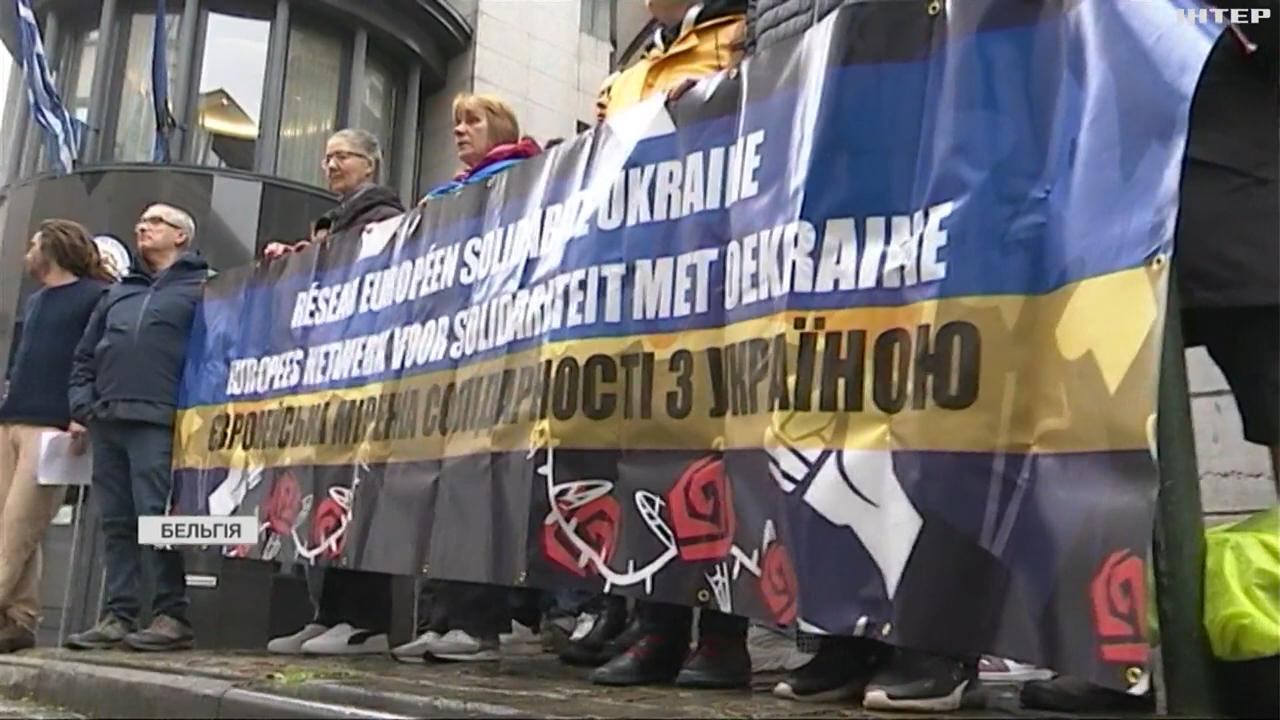 ІНТЕР
RÉSEAU EUROPÉEN SOLIDARITÉ UKRAINE
EUROPEES NETWERK VOOR SOLIDARITEIT MET OEKRAINE
ЄВРОПЕЙСЬКА МЕРЕЖА СОЛІДАРНОСТІ З УКРАЇНОЮ
БЕЛЬГІЯ